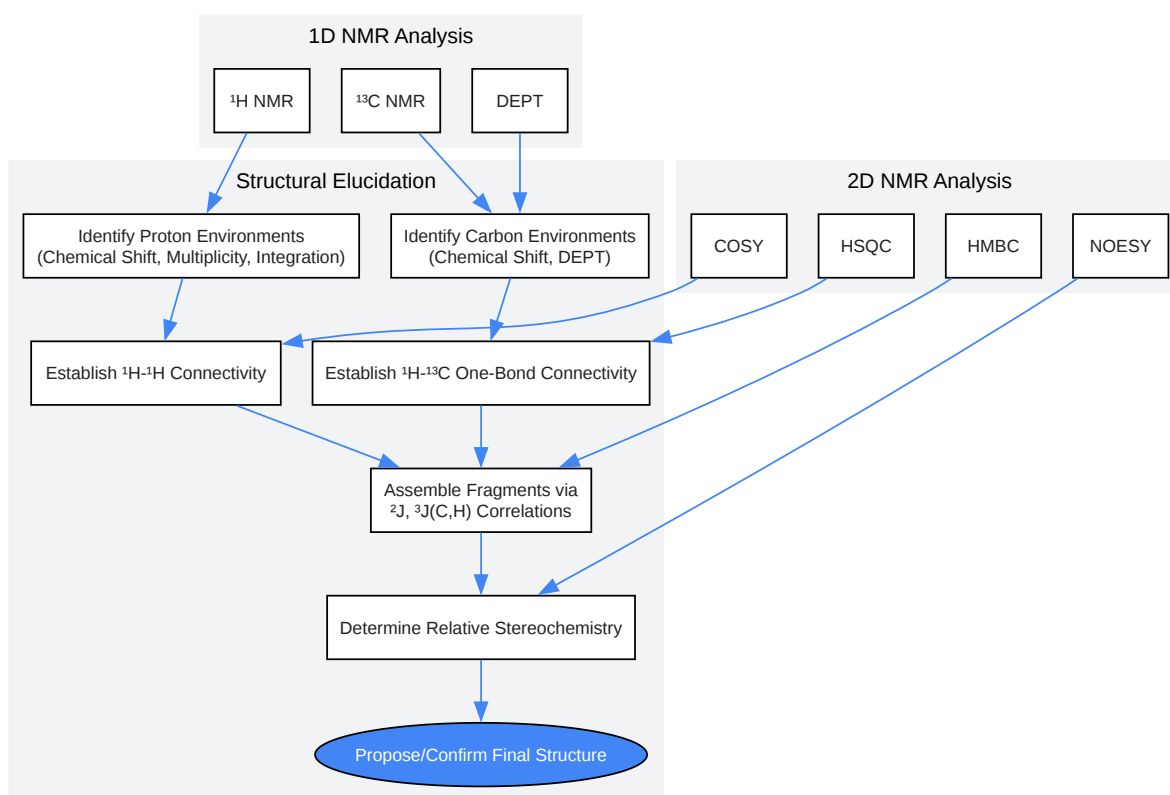 1D NMR Analysis
¹H NMR
¹³C NMR
DEPT
Structural Elucidation
2D NMR Analysis
Identify Proton Environments
(Chemical Shift, Multiplicity, Integration)
Identify Carbon Environments
(Chemical Shift, DEPT)
COSY
HSQC
HMBC
NOESY
Establish ¹H-¹H Connectivity
Establish ¹H-¹³C One-Bond Connectivity
Assemble Fragments via
²J, ³J(C,H) Correlations
Determine Relative Stereochemistry
Propose/Confirm Final Structure